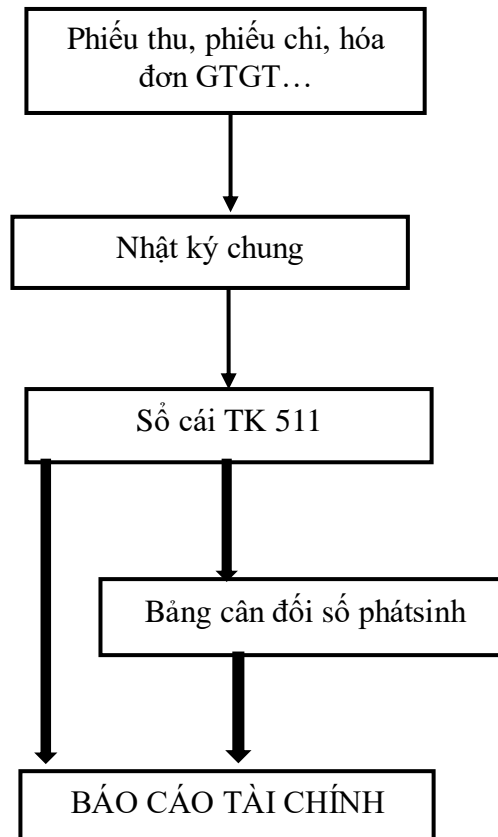 Phiếu thu, phiếu chi, hóa
đơn GTGT…
Nhật ký chung
Sổ cái TK 511
Bảng cân đối số phátsinh
BÁO CÁO TÀI CHÍNH